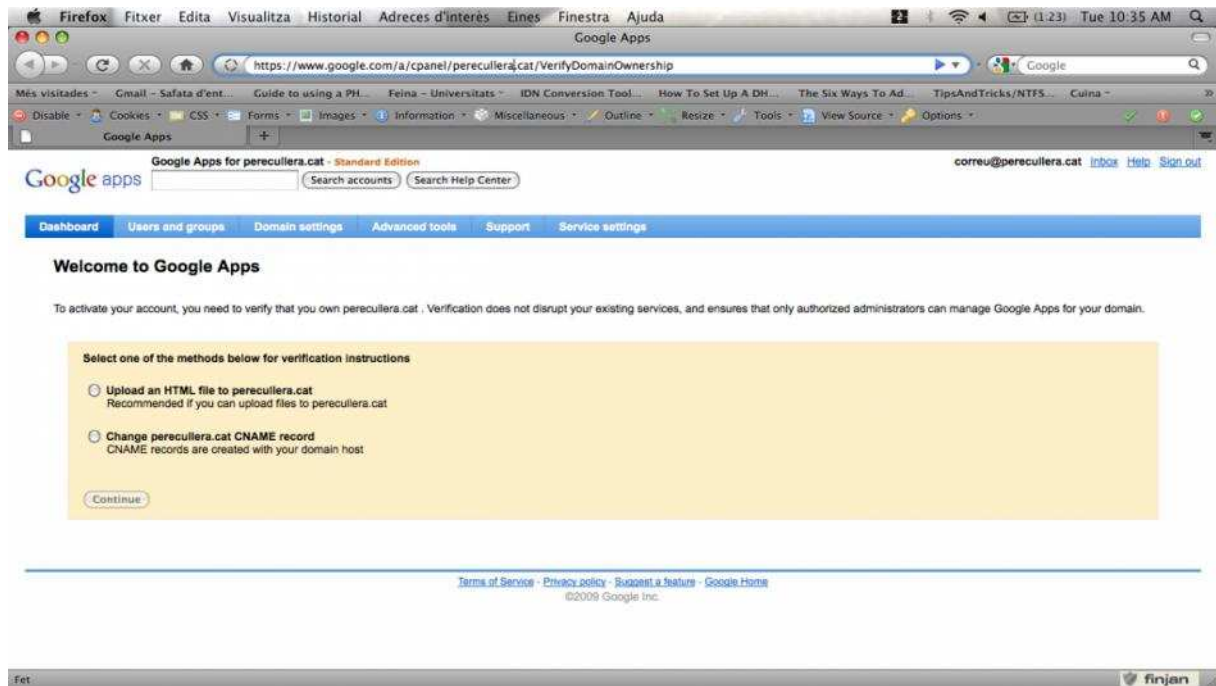 Firefox Fitxer Edita Visualitza Historial Adreces d'interès Eines Finestra Ajuda (1:23) Tue 10:35 AM
Google Apps
https://www.google.com/a/cpanel/perecullera.cat/VerifyDomainOwnership Google
Més visitades Gmail - Safata d'ent... Guide to using a PH... Feina - Universitats IDN Conversion Tool... How To Set Up A DH... The Six Ways To Ad... TipsAndTricks/NTFS... Cuina
Disable Cookies CSS Forms Images Information Miscellaneous Outline Resize Tools View Source Options
Google Apps +
Google Apps for perecullera.cat - Standard Edition correu@perecullera.cat Inbox Help Sign out
Google apps Search accounts Search Help Center
Dashboard Users and groups Domain settings Advanced tools Support Service settings
Welcome to Google Apps
To activate your account, you need to verify that you own perecullera.cat . Verification does not disrupt your existing services, and ensures that only authorized administrators can manage Google Apps for your domain.
Select one of the methods below for verification instructions
Upload an HTML file to perecullera.cat
Recommended if you can upload files to perecullera.cat
Change perecullera.cat CNAME record
CNAME records are created with your domain host
Continue
Terms of Service - Privacy policy - Suggest a feature - Google Home
©2009 Google Inc.
Fet finjan